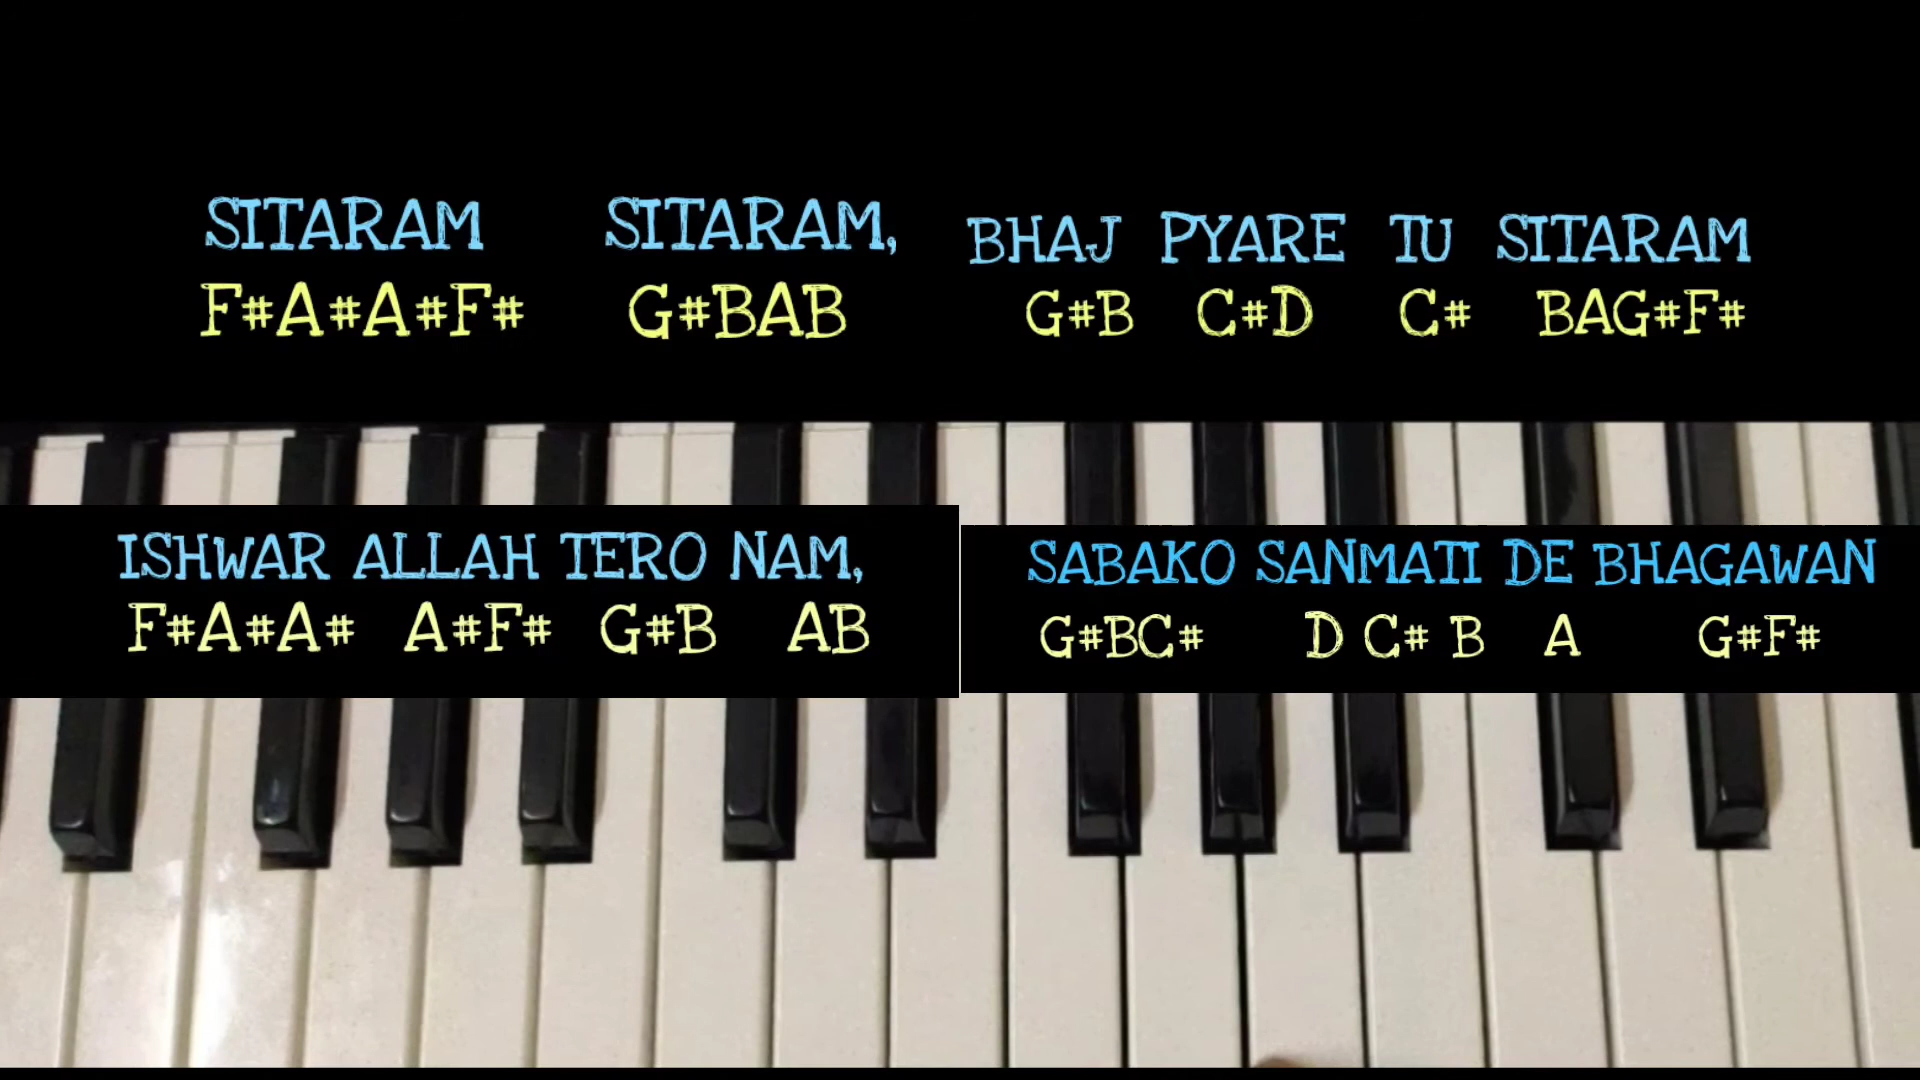 SITARAM SITARAM, BHAJ PYARE TU SITARAM
F#A#A#F# G#BAB G#B C#D C# BAG#F#
ISHWAR ALLAH TERO NAM,
F#A#A# A#F# G#B AB
SABAKO SANMATI DE BHAGAWAN
G#BC# D C# B A G#F#